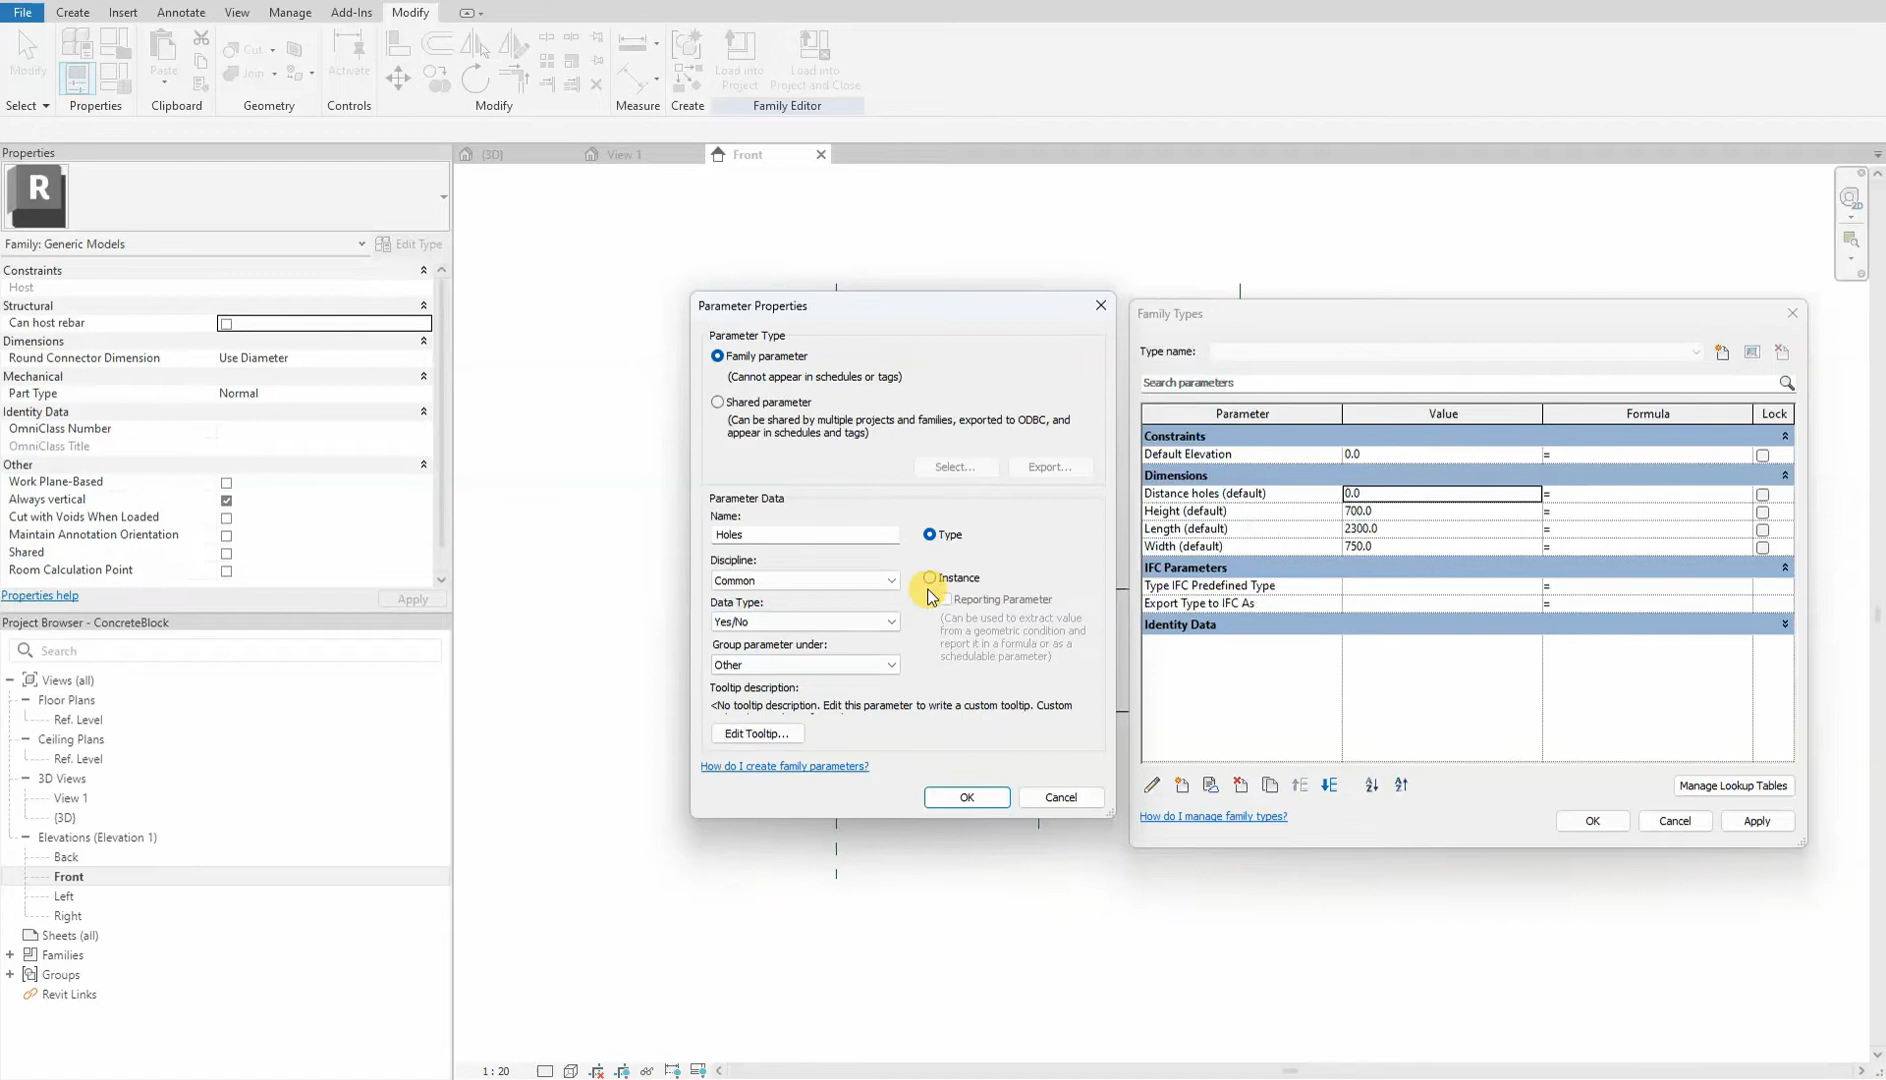 File Create Insert Annotate View Manage Add-Ins Modify
Modify Paste Cut Join Activate Load into Project Load into Project and Close
Select Properties Clipboard Geometry Controls Modify Measure Create Family Editor
Properties
{3D} View 1 Front
R
Family: Generic Models Edit Type
Constraints
Host
Structural
Can host rebar
Dimensions
Round Connector Dimension Use Diameter
Mechanical
Part Type Normal
Identity Data
OmniClass Number
OmniClass Title
Other
Work Plane-Based
Always vertical
Cut with Voids When Loaded
Maintain Annotation Orientation
Shared
Room Calculation Point
Properties help Apply
Project Browser - ConcreteBlock
Search
Views (all)
Floor Plans
Ref. Level
Ceiling Plans
Ref. Level
3D Views
View 1
{3D}
Elevations (Elevation 1)
Back
Front
Left
Right
Sheets (all)
Families
Groups
Revit Links
Parameter Properties
Parameter Type
Family parameter
(Cannot appear in schedules or tags)
Shared parameter
(Can be shared by multiple projects and families, exported to ODBC, and
appear in schedules and tags)
Select... Export...
Parameter Data
Name:
Holes
Type
Discipline:
Common
Instance
Data Type:
Reporting Parameter
Yes/No
(Can be used to extract value
from a geometric condition and
report it in a formula or as a
schedulable parameter)
Group parameter under:
Other
Tooltip description:
<No tooltip description. Edit this parameter to write a custom tooltip. Custom
Edit Tooltip...
How do I create family parameters?
OK Cancel
Family Types
Type name:
Search parameters
Parameter Value Formula Lock
Constraints
Default Elevation 0.0 =
Dimensions
Distance holes (default) 0.0 =
Height (default) 700.0 =
Length (default) 2300.0 =
Width (default) 750.0 =
IFC Parameters
Type IFC Predefined Type =
Export Type to IFC As =
Identity Data
Manage Lookup Tables
How do I manage family types?
OK Cancel Apply
1 : 20